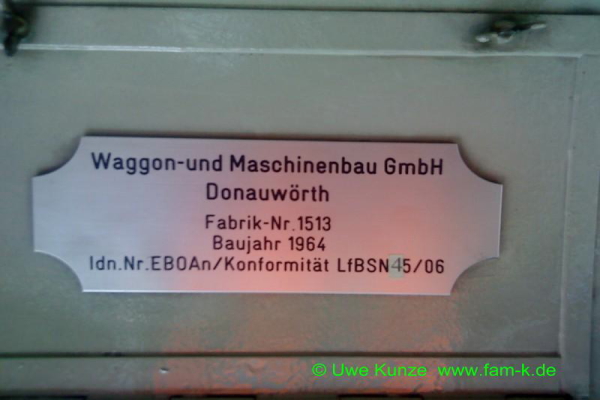 Waggon-und Maschinenbau GmbH
Donauwörth
Fabrik-Nr.1513
Baujahr 1964
Idn.Nr.EBOAn/Konformität LfBSN45/06
© Uwe Kunze www.fam-k.de